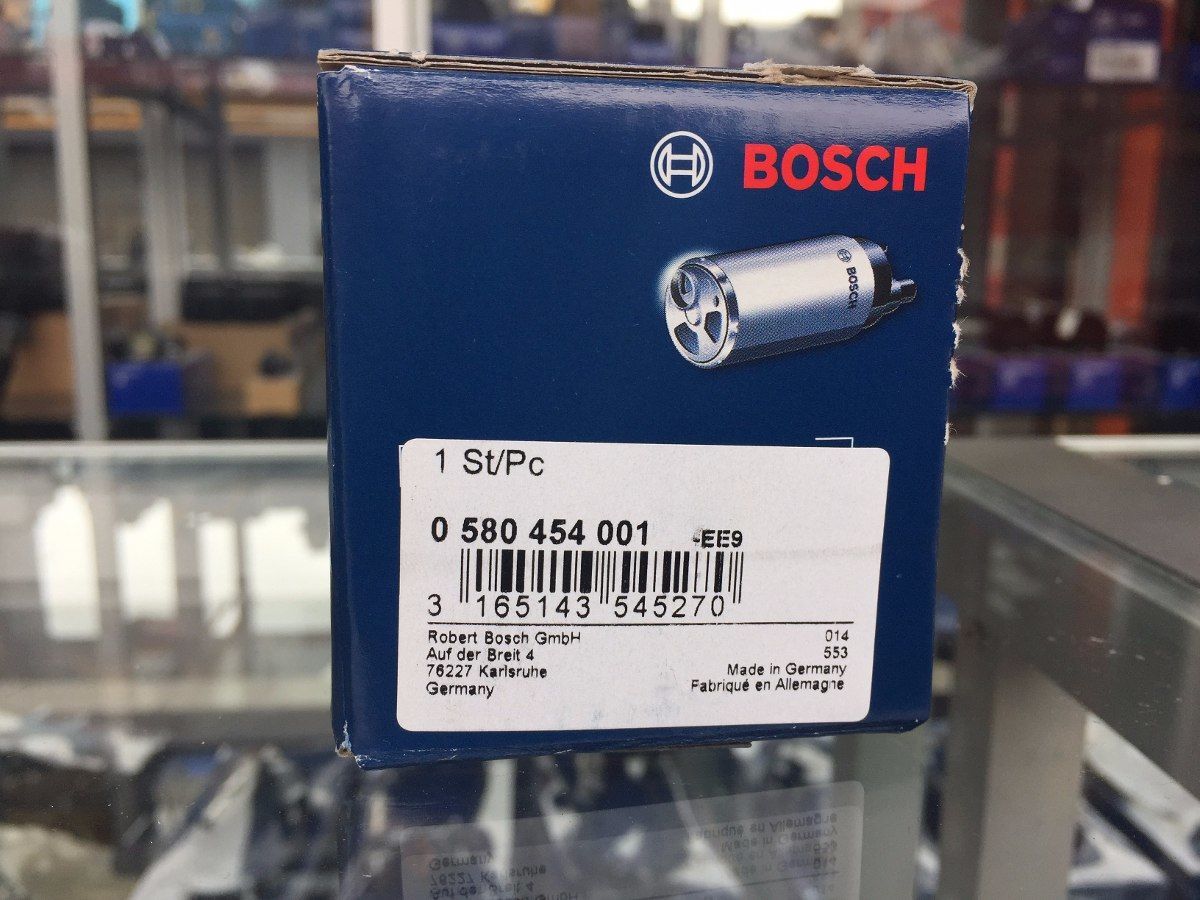 BOSCH
BOSCH
1 St/Pc
0 580 454 001 -EE9
3 165143 545270
Robert Bosch GmbH 014
Auf der Breit 4 553
76227 Karlsruhe Made in Germany
Germany Fabriqué en Allemagne